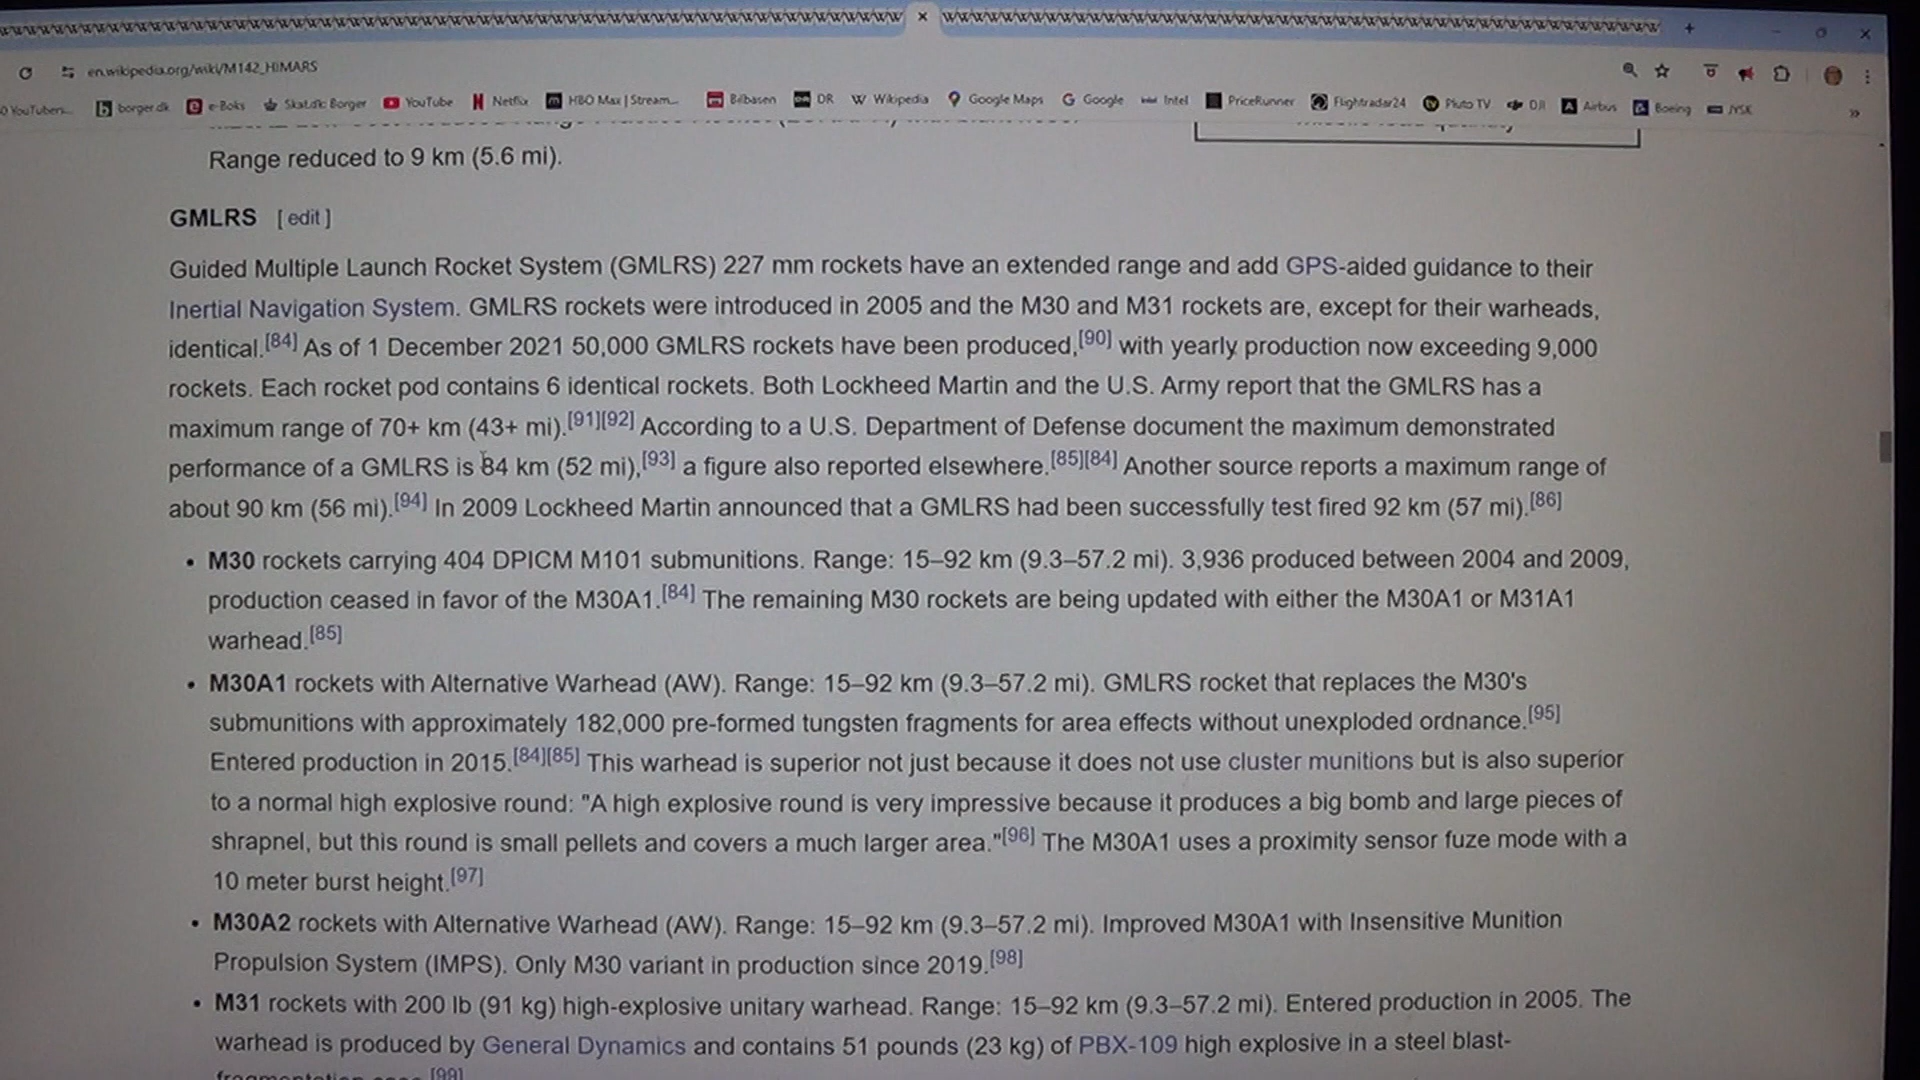 en.wikipedia.org/wiki/M142_HIMARS
YouTubers... borger.dk e-Boks Skat.dk: Borger YouTube Netflix HBO Max | Stream... Bilbasen DR Wikipedia Google Maps Google Intel PriceRunner Flightradar24 Pluto TV DJI Airbus Boeing JYSK »
Range reduced to 9 km (5.6 mi).
GMLRS [ edit ]
Guided Multiple Launch Rocket System (GMLRS) 227 mm rockets have an extended range and add GPS-aided guidance to their
Inertial Navigation System. GMLRS rockets were introduced in 2005 and the M30 and M31 rockets are, except for their warheads,
identical.[84] As of 1 December 2021 50,000 GMLRS rockets have been produced,[90] with yearly production now exceeding 9,000
rockets. Each rocket pod contains 6 identical rockets. Both Lockheed Martin and the U.S. Army report that the GMLRS has a
maximum range of 70+ km (43+ mi).[91][92] According to a U.S. Department of Defense document the maximum demonstrated
performance of a GMLRS is 84 km (52 mi),[93] a figure also reported elsewhere.[85][84] Another source reports a maximum range of
about 90 km (56 mi).[94] In 2009 Lockheed Martin announced that a GMLRS had been successfully test fired 92 km (57 mi).[86]
• M30 rockets carrying 404 DPICM M101 submunitions. Range: 15–92 km (9.3–57.2 mi). 3,936 produced between 2004 and 2009,
production ceased in favor of the M30A1.[84] The remaining M30 rockets are being updated with either the M30A1 or M31A1
warhead.[85]
• M30A1 rockets with Alternative Warhead (AW). Range: 15–92 km (9.3–57.2 mi). GMLRS rocket that replaces the M30's
submunitions with approximately 182,000 pre-formed tungsten fragments for area effects without unexploded ordnance.[95]
Entered production in 2015.[84][85] This warhead is superior not just because it does not use cluster munitions but is also superior
to a normal high explosive round: "A high explosive round is very impressive because it produces a big bomb and large pieces of
shrapnel, but this round is small pellets and covers a much larger area."[96] The M30A1 uses a proximity sensor fuze mode with a
10 meter burst height.[97]
• M30A2 rockets with Alternative Warhead (AW). Range: 15–92 km (9.3–57.2 mi). Improved M30A1 with Insensitive Munition
Propulsion System (IMPS). Only M30 variant in production since 2019.[98]
• M31 rockets with 200 lb (91 kg) high-explosive unitary warhead. Range: 15–92 km (9.3–57.2 mi). Entered production in 2005. The
warhead is produced by General Dynamics and contains 51 pounds (23 kg) of PBX-109 high explosive in a steel blast-
[99]